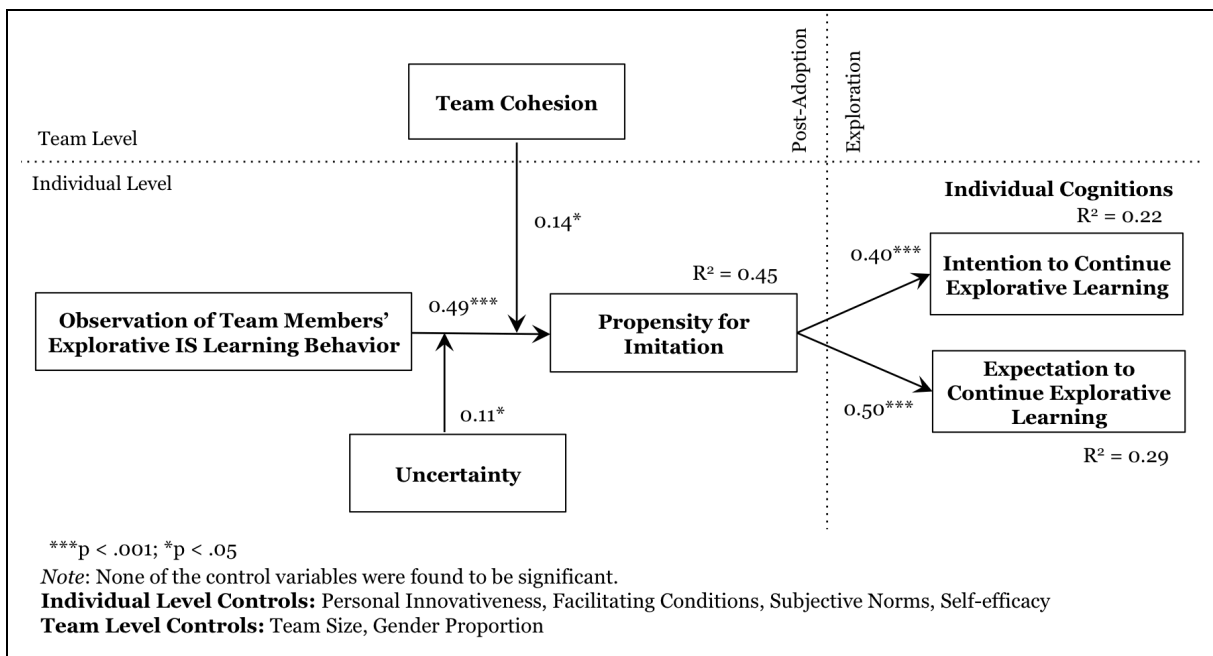 Team Cohesion
Post-Adoption
Exploration
Team Level
Individual Level
Individual Cognitions
R² = 0.22
0.14*
0.40***
Intention to Continue
Explorative Learning
R² = 0.45
0.49***
Observation of Team Members’
Explorative IS Learning Behavior
Propensity for
Imitation
Expectation to
Continue Explorative
Learning
0.50***
0.11*
R² = 0.29
Uncertainty
***p < .001; *p < .05
Note: None of the control variables were found to be significant.
Individual Level Controls: Personal Innovativeness, Facilitating Conditions, Subjective Norms, Self-efficacy
Team Level Controls: Team Size, Gender Proportion